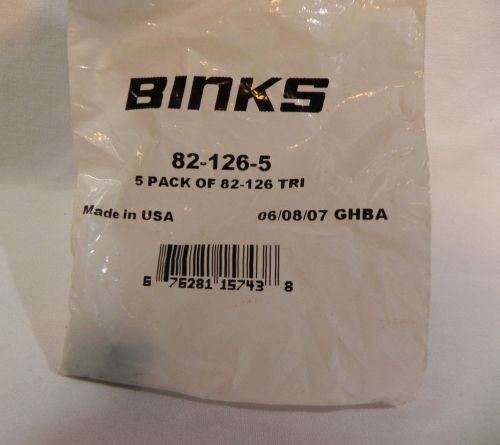 BINKS
82-126-5
5 PACK OF 82-126 TRI
Made in USA 06/08/07 GHBA
6 76281 15743 8